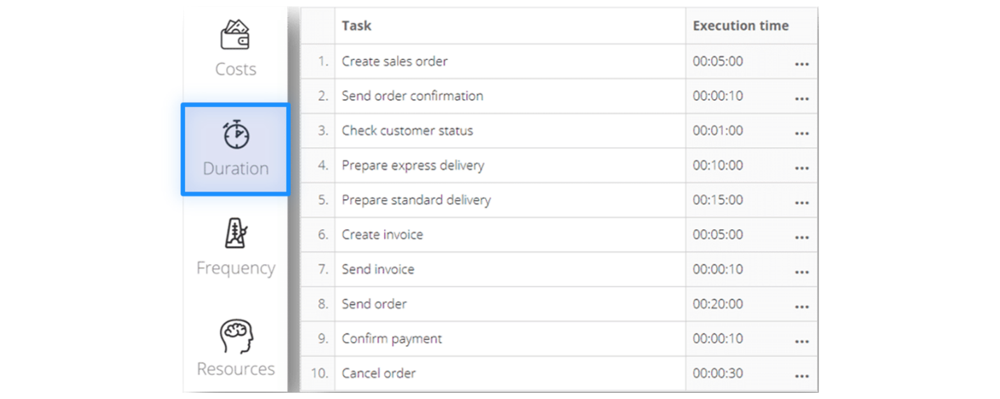 Costs
Duration
Frequency
Resources
Task Execution time
1. Create sales order 00:05:00 ...
2. Send order confirmation 00:00:10 ...
3. Check customer status 00:01:00 ...
4. Prepare express delivery 00:10:00 ...
5. Prepare standard delivery 00:15:00 ...
6. Create invoice 00:05:00 ...
7. Send invoice 00:00:10 ...
8. Send order 00:20:00 ...
9. Confirm payment 00:00:10 ...
10. Cancel order 00:00:30 ...